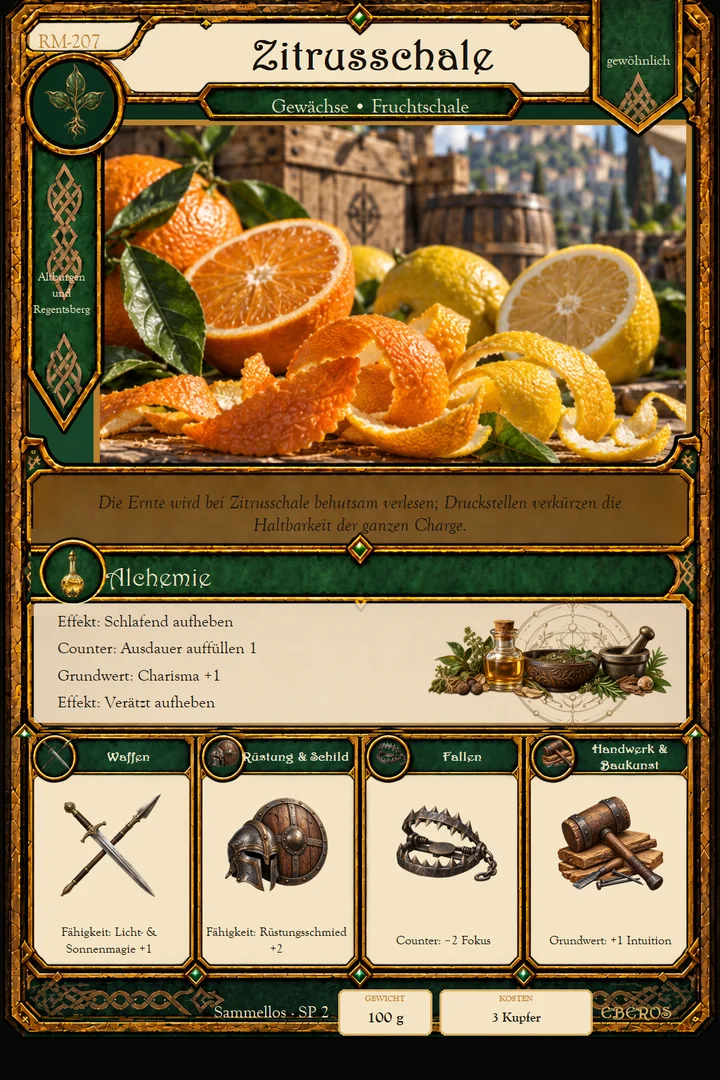 RM-207
Zitrusschale
gewöhnlich
Gewächse • Fruchtschale
Altburgen
und
Regentsberg
Die Ernte wird bei Zitrusschale behutsam verlesen; Druckstellen verkürzen die
Haltbarkeit der ganzen Charge.
Alchemie
Effekt: Schlafend aufheben
Counter: Ausdauer auffüllen 1
Grundwert: Charisma +1
Effekt: Verätzt aufheben
Waffen
Rüstung & Schild
Fallen
Handwerk &
Baukunst
Fähigkeit: Licht- &
Sonnenmagie +1
Fähigkeit: Rüstungsschmied
+2
Counter: −2 Fokus
Grundwert: +1 Intuition
Sammellos · SP 2
GEWICHT
100 g
KOSTEN
3 Kupfer
EBEROS